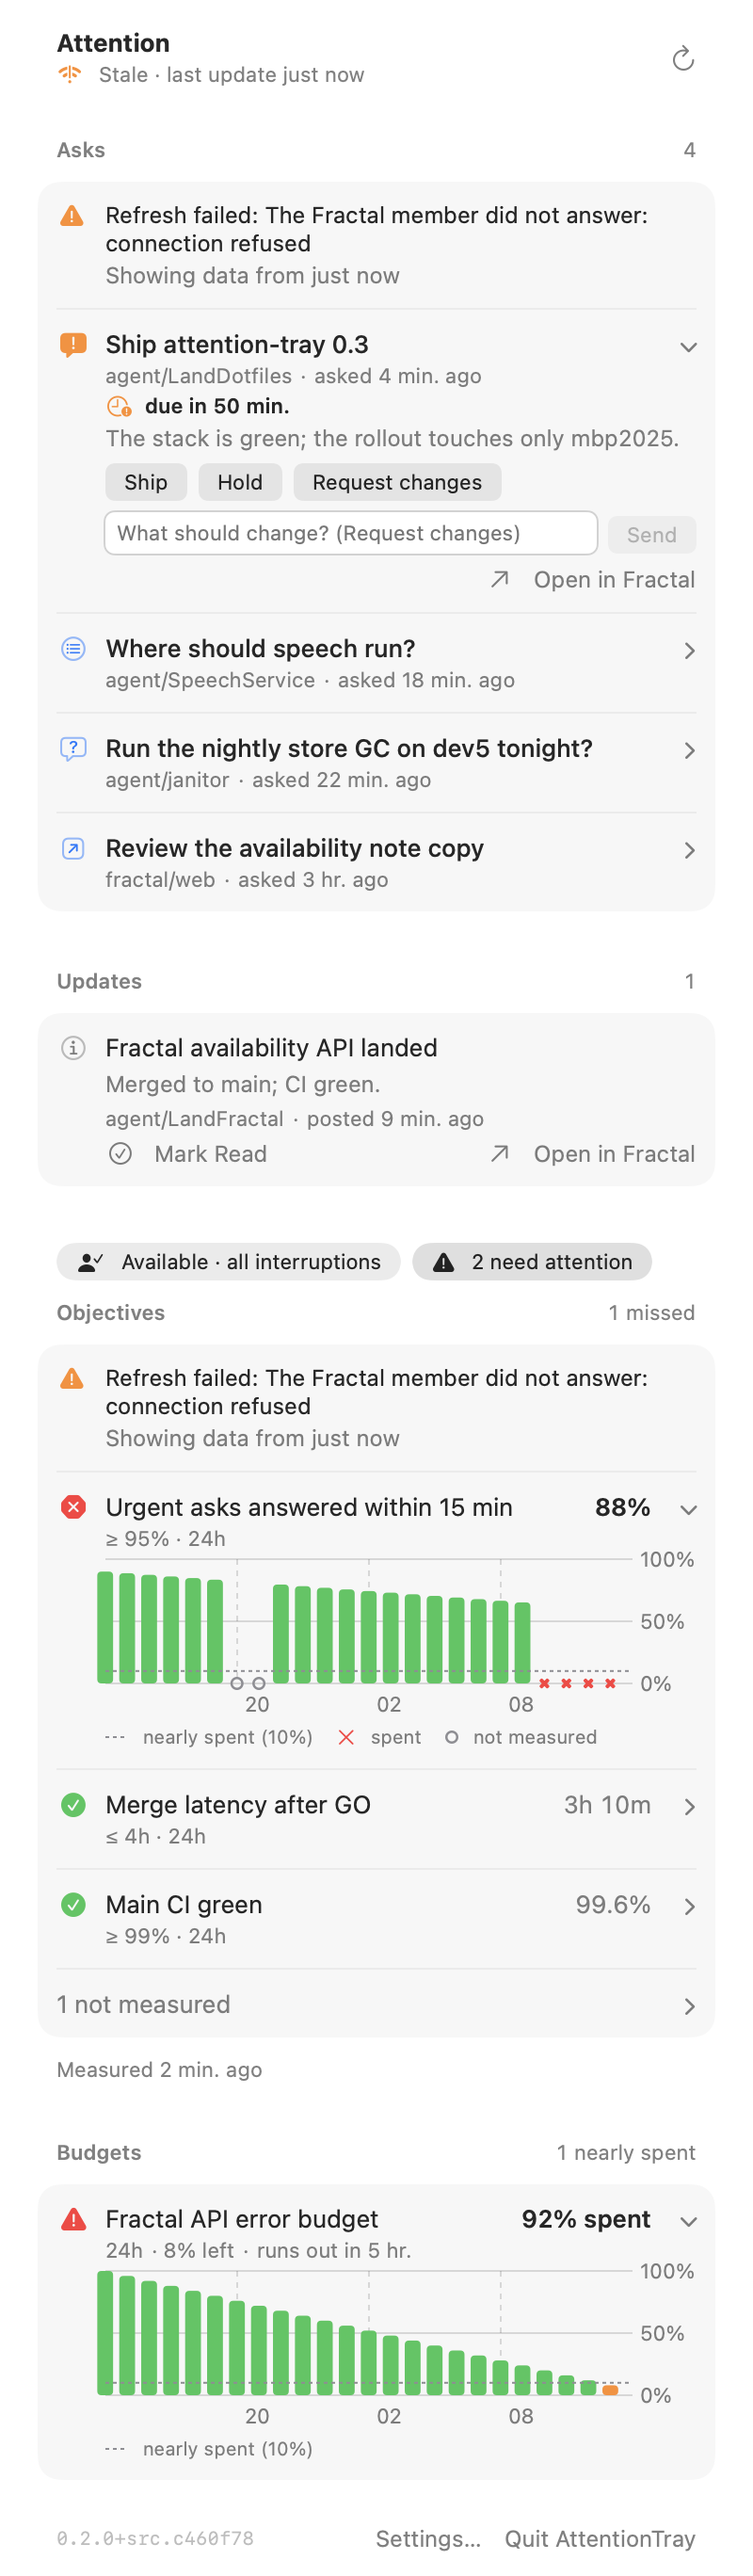 Attention
Stale · last update just now
Asks 4
Refresh failed: The Fractal member did not answer:
connection refused
Showing data from just now
Ship attention-tray 0.3
agent/LandDotfiles · asked 4 min. ago
due in 50 min.
The stack is green; the rollout touches only mbp2025.
Ship Hold Request changes
What should change? (Request changes) Send
Open in Fractal
Where should speech run?
agent/SpeechService · asked 18 min. ago
Run the nightly store GC on dev5 tonight?
agent/janitor · asked 22 min. ago
Review the availability note copy
fractal/web · asked 3 hr. ago
Updates 1
Fractal availability API landed
Merged to main; CI green.
agent/LandFractal · posted 9 min. ago
Mark Read Open in Fractal
Available · all interruptions 2 need attention
Objectives 1 missed
Refresh failed: The Fractal member did not answer:
connection refused
Showing data from just now
Urgent asks answered within 15 min 88%
≥ 95% · 24h
100%
50%
0%
20 02 08
nearly spent (10%) spent not measured
Merge latency after GO 3h 10m
≤ 4h · 24h
Main CI green 99.6%
≥ 99% · 24h
1 not measured
Measured 2 min. ago
Budgets 1 nearly spent
Fractal API error budget 92% spent
24h · 8% left · runs out in 5 hr.
100%
50%
0%
20 02 08
nearly spent (10%)
0.2.0+src.c460f78 Settings... Quit AttentionTray